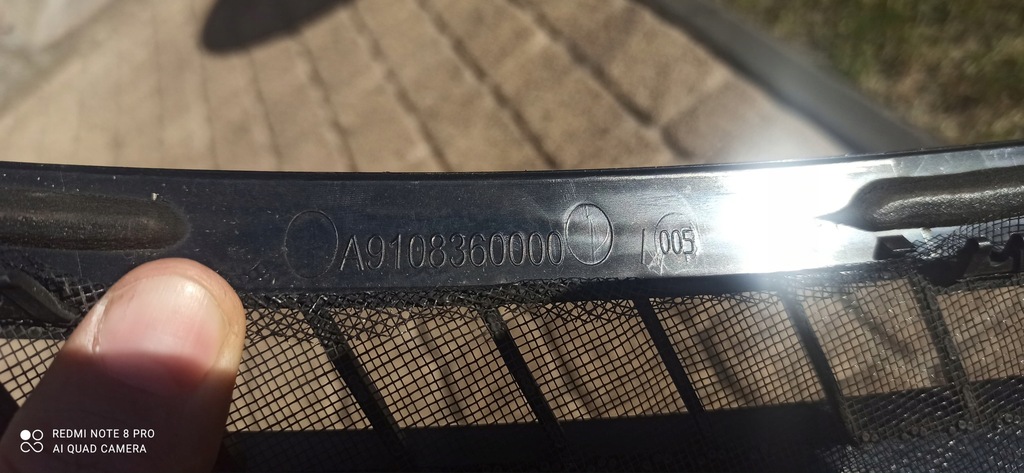 A9108360000 / 005
REDMI NOTE 8 PRO
AI QUAD CAMERA